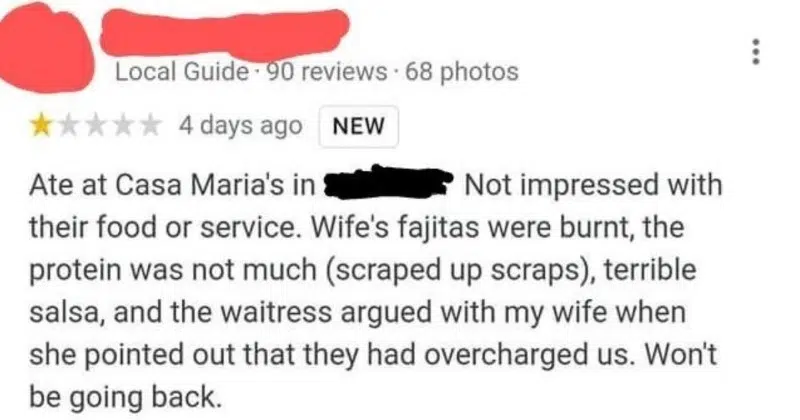 Local Guide · 90 reviews · 68 photos
4 days ago NEW
Ate at Casa Maria's in Not impressed with
their food or service. Wife's fajitas were burnt, the
protein was not much (scraped up scraps), terrible
salsa, and the waitress argued with my wife when
she pointed out that they had overcharged us. Won't
be going back.